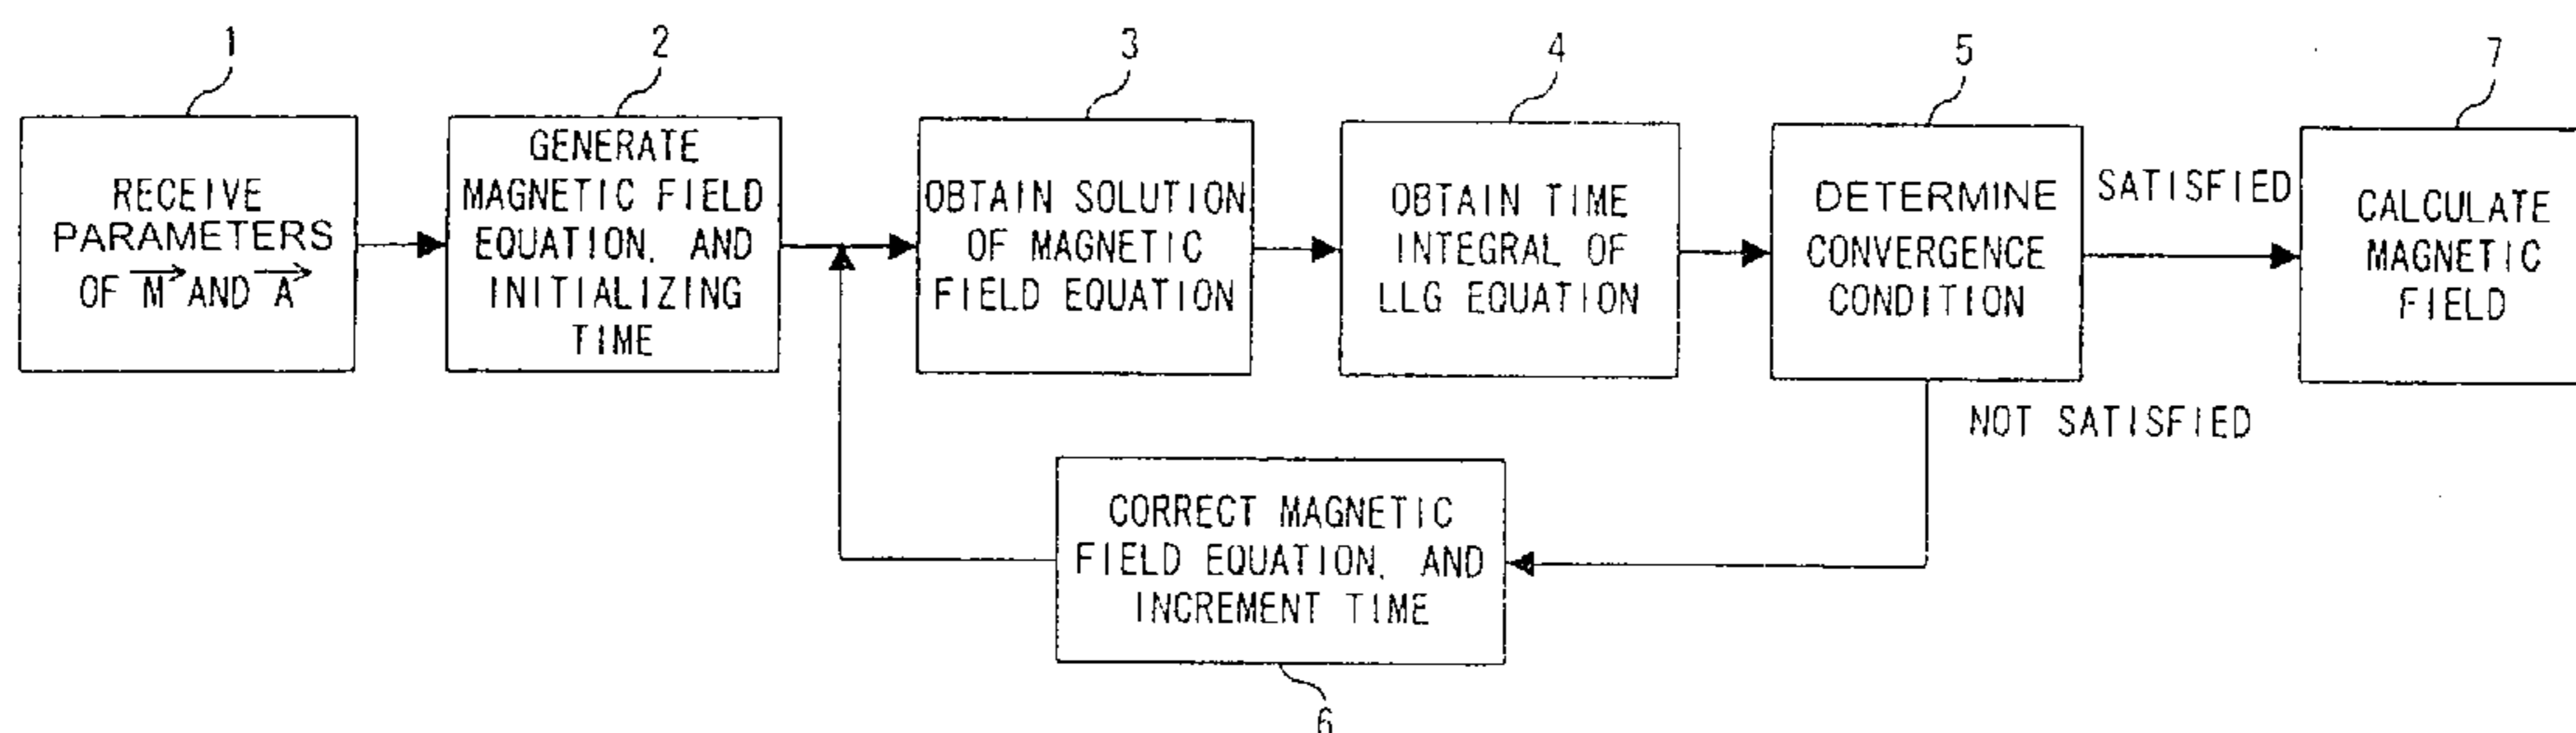 1
2
3
4
5
7
RECEIVE
PARAMETERS
OF M AND A
GENERATE
MAGNETIC FIELD
EQUATION, AND
INITIALIZING
TIME
OBTAIN SOLUTION
OF MAGNETIC
FIELD EQUATION
OBTAIN TIME
INTEGRAL OF
LLG EQUATION
DETERMINE
CONVERGENCE
CONDITION
SATISFIED
CALCULATE
MAGNETIC
FIELD
NOT SATISFIED
CORRECT MAGNETIC
FIELD EQUATION, AND
INCREMENT TIME
6